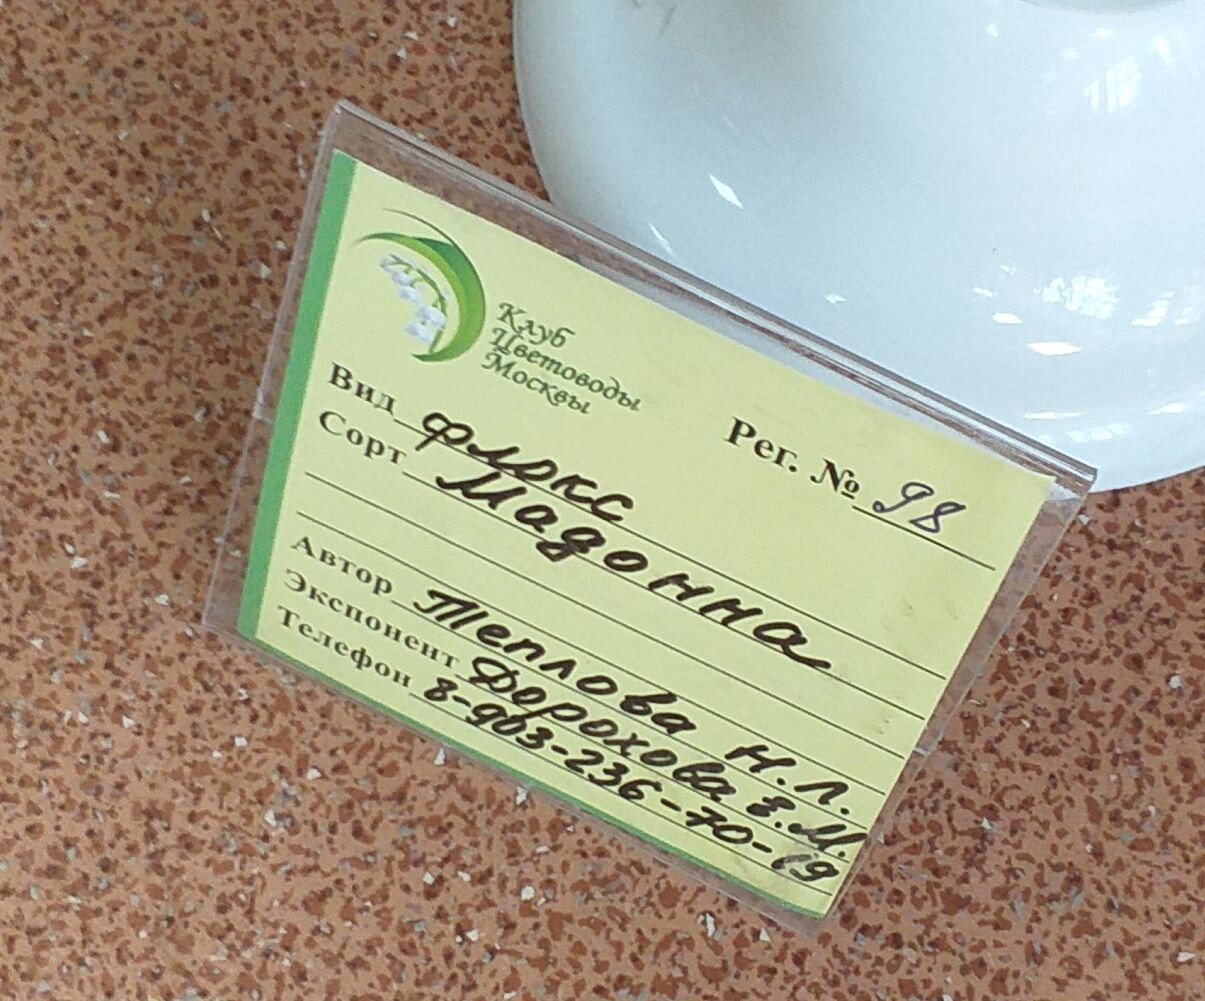 Клуб
Цветоводы
Москвы
Рег. № 98
Вид флокс
Сорт Мадонна
Автор Теплова Н. Л.
Экспонент Дорохова З. М.
Телефон 8-903-236-70-19